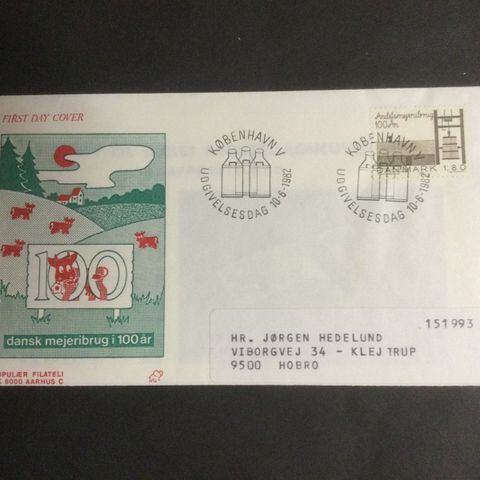 FIRST DAY COVER
100
dansk mejeribrug i 100 år
FILATELI
8000 AARHUS C
KØBENHAVN V
UDGIVELSESDAG 10-6-1982
KØBENHAVN V
UDGIVELSESDAG 10-6-1982
Andelsmejeribrug
100 År
DANMARK 1.80
151993
HR. JØRGEN HEDELUND
VIBORGVEJ 34 - KLEJTRUP
9500 HOBRO